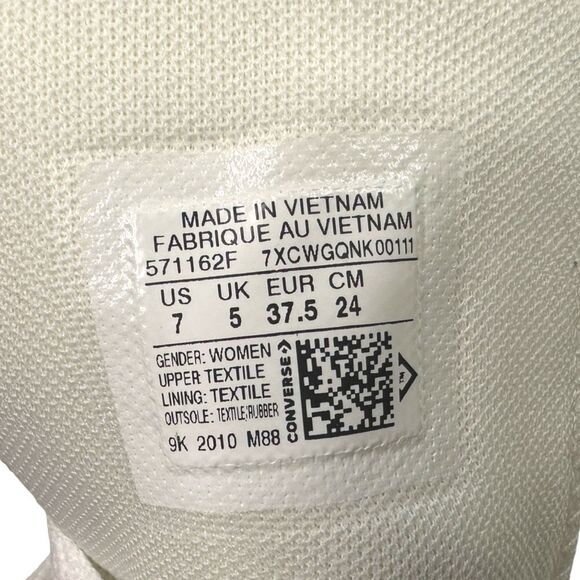 MADE IN VIETNAM
FABRIQUE AU VIETNAM
571162F 7XCWGQNK00111
US UK EUR CM
7 5 37.5 24
GENDER: WOMEN
UPPER: TEXTILE
LINING: TEXTILE
OUTSOLE: TEXTILE/RUBBER
9K 2010 M88
CONVERSE
TM